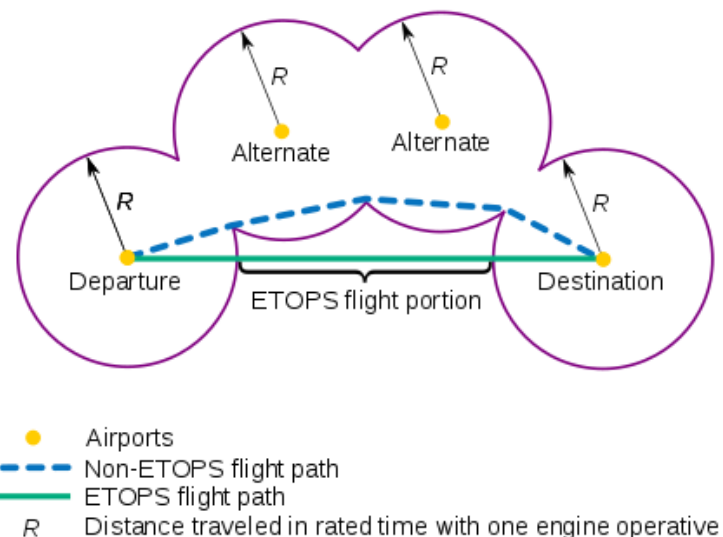 R
R
Alternate
Alternate
R
R
Departure
Destination
ETOPS flight portion
Airports
Non-ETOPS flight path
ETOPS flight path
R Distance traveled in rated time with one engine operative